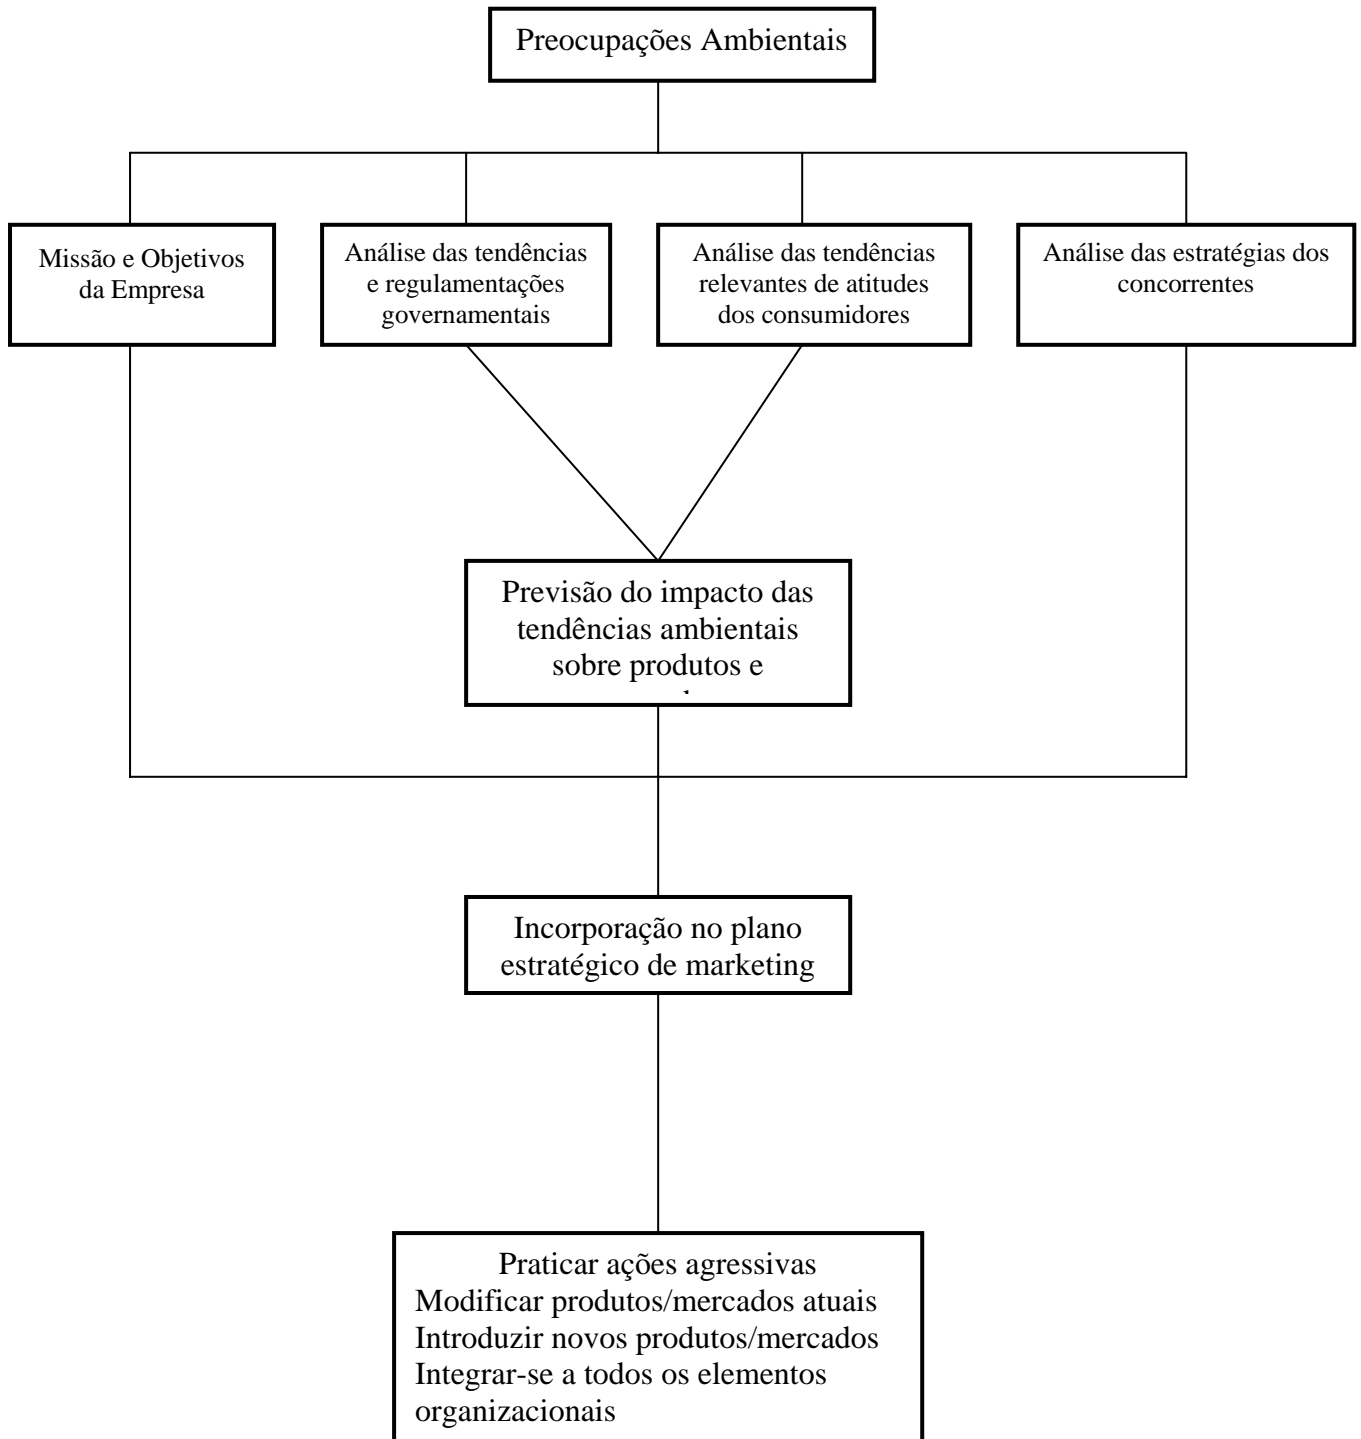 Preocupações Ambientais
Missão e Objetivos
da Empresa
Análise das tendências
e regulamentações
governamentais
Análise das tendências
relevantes de atitudes
dos consumidores
Análise das estratégias dos
concorrentes
Previsão do impacto das
tendências ambientais
sobre produtos e
Incorporação no plano
estratégico de marketing
Praticar ações agressivas
Modificar produtos/mercados atuais
Introduzir novos produtos/mercados
Integrar-se a todos os elementos
organizacionais